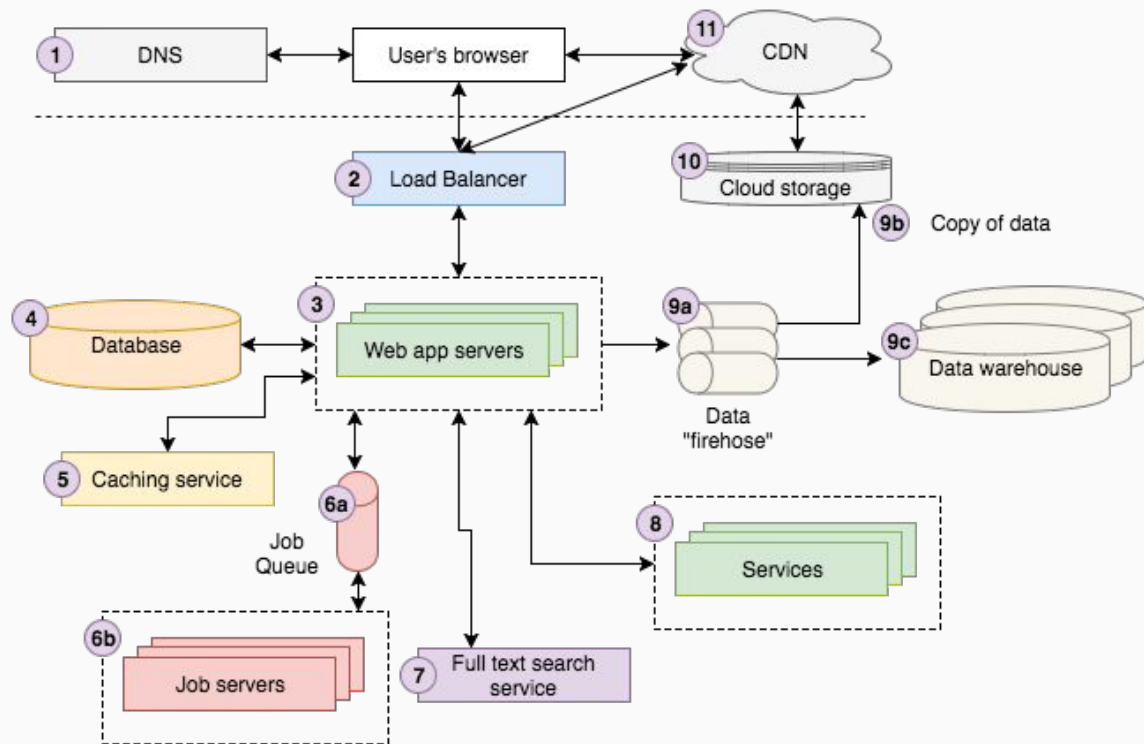 1
DNS
User's browser
11
CDN
2
Load Balancer
10
Cloud storage
9b
Copy of data
3
Web app servers
4
Database
9a
Data
"firehose"
9c
Data warehouse
5
Caching service
6a
Job
Queue
8
Services
6b
Job servers
7
Full text search
service